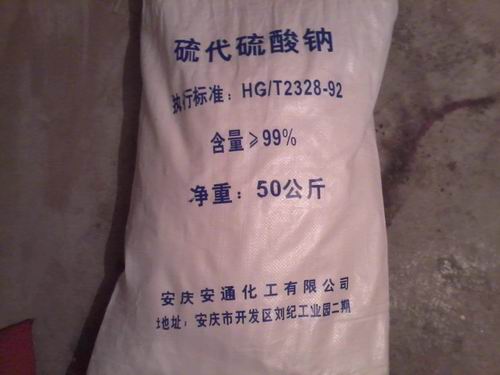 硫代硫酸钠
执行标准：HG/T2328-92
含量≥99%
净重：50公斤
安庆安通化工有限公司
地址：安庆市开发区刘纪工业园二期